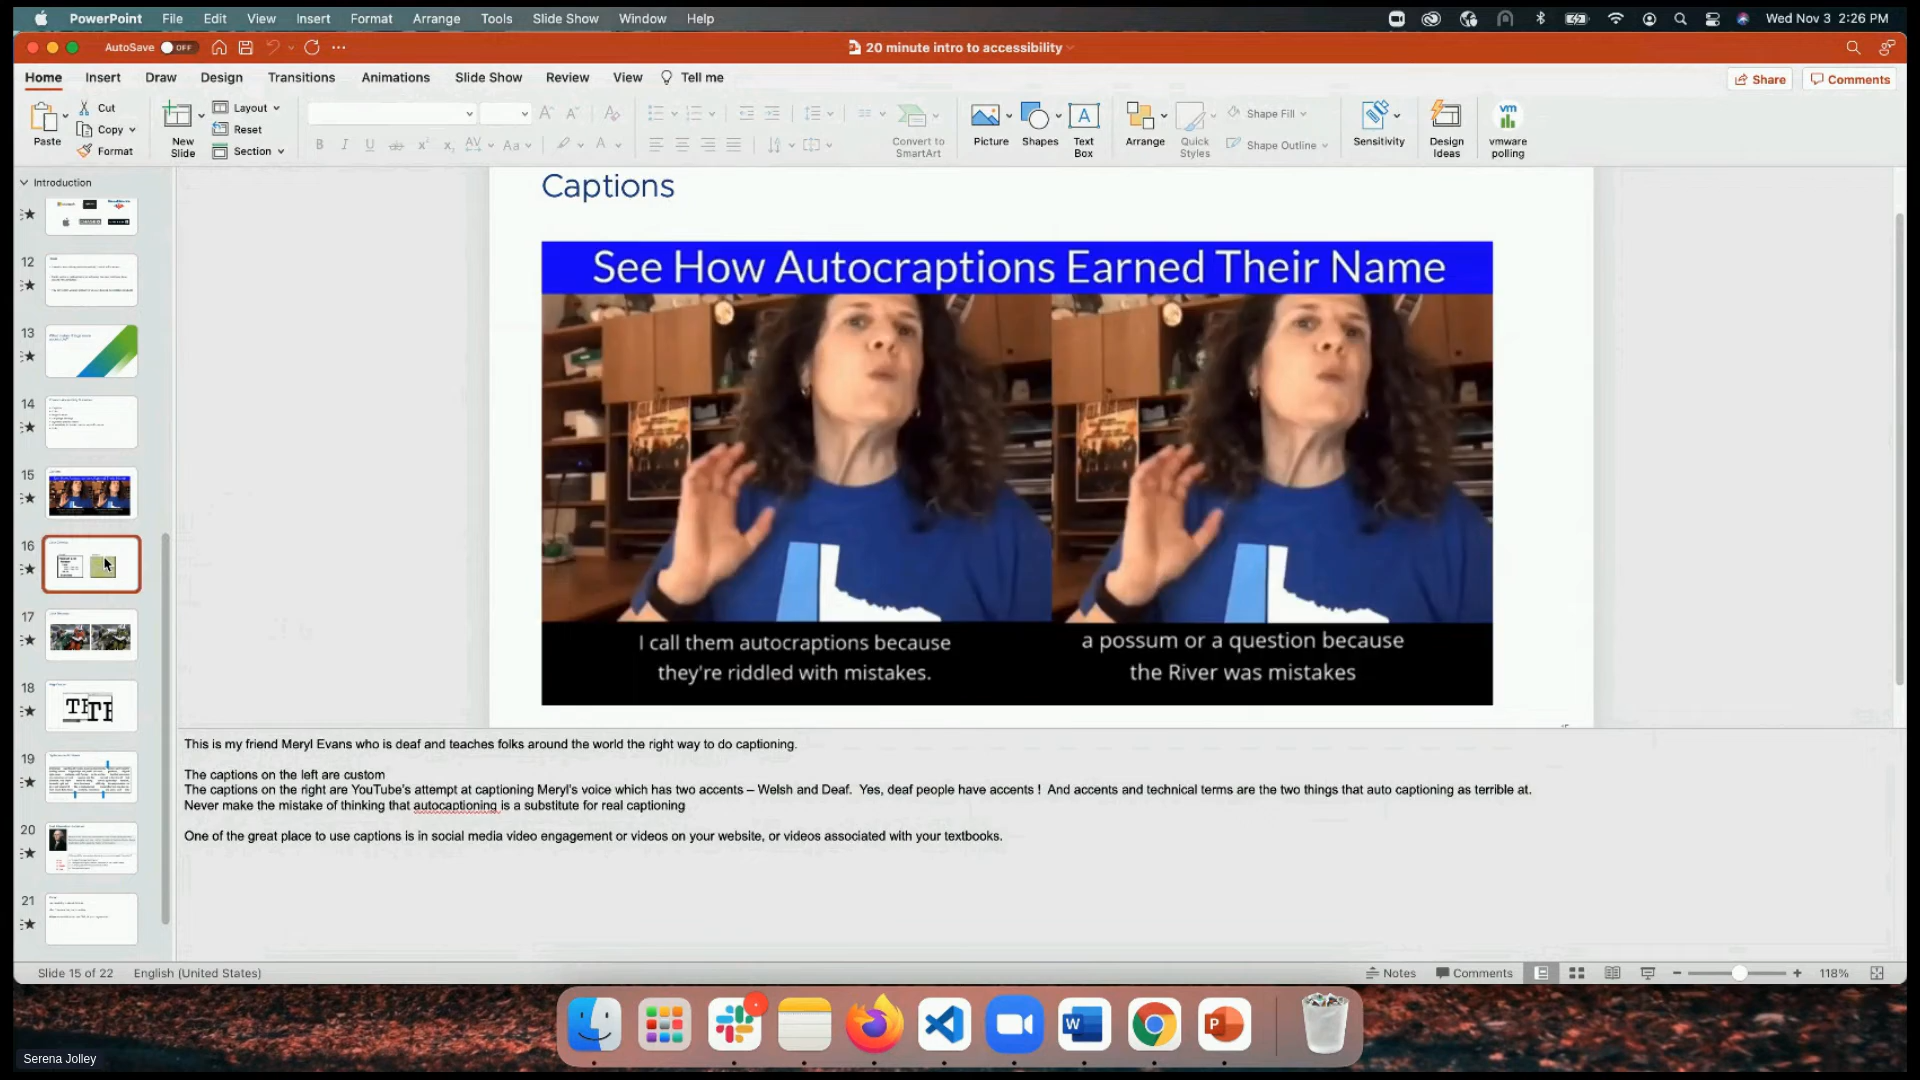 PowerPoint File Edit View Insert Format Arrange Tools Slide Show Window Help Wed Nov 3 2:26 PM
AutoSave OFF 20 minute intro to accessibility
Home Insert Draw Design Transitions Animations Slide Show Review View Tell me Share Comments
Paste
Cut
Copy
Format
New Slide
Layout
Reset
Section
Convert to SmartArt
Picture
Shapes
Text Box
Arrange
Quick Styles
Shape Fill
Shape Outline
Sensitivity
Design Ideas
vm
vmware polling
Introduction
12
13
14
15
16
17
18
19
20
21
Captions
See How Autocraptions Earned Their Name
I call them autocraptions because
they're riddled with mistakes.
a possum or a question because
the River was mistakes
This is my friend Meryl Evans who is deaf and teaches folks around the world the right way to do captioning.
The captions on the left are custom
The captions on the right are YouTube's attempt at captioning Meryl's voice which has two accents – Welsh and Deaf. Yes, deaf people have accents ! And accents and technical terms are the two things that auto captioning as terrible at.
Never make the mistake of thinking that autocaptioning is a substitute for real captioning
One of the great place to use captions is in social media video engagement or videos on your website, or videos associated with your textbooks.
Slide 15 of 22 English (United States) Notes Comments 118%
Serena Jolley